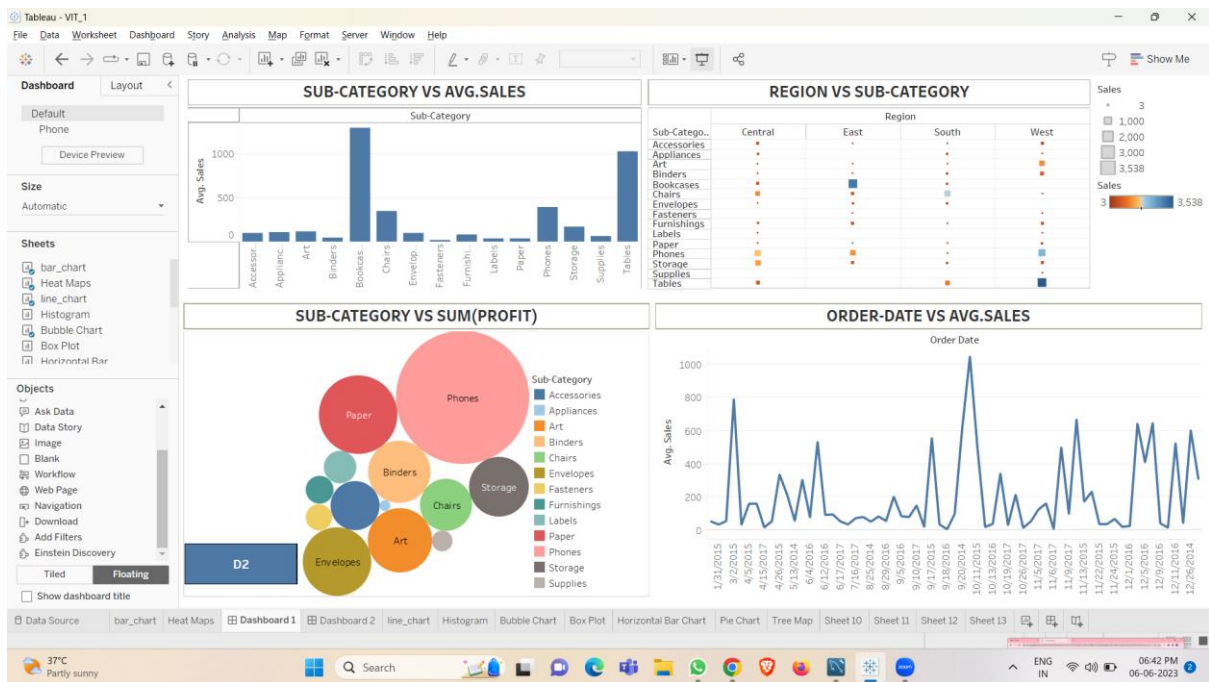 Tableau - VIT_1
File Data Worksheet Dashboard Story Analysis Map Format Server Window Help
Show Me
Dashboard Layout
Default
Phone
Device Preview
Size
Automatic
Sheets
bar_chart
Heat Maps
line_chart
Histogram
Bubble Chart
Box Plot
Horizontal Bar
Objects
Ask Data
Data Story
Image
Blank
Workflow
Web Page
Navigation
Download
Add Filters
Einstein Discovery
Tiled Floating
Show dashboard title
SUB-CATEGORY VS AVG.SALES
Sub-Category
Avg. Sales
1000
500
0
Accessor..
Applianc..
Art
Binders
Bookcas..
Chairs
Envelop..
Fasteners
Furnishi..
Labels
Paper
Phones
Storage
Supplies
Tables
REGION VS SUB-CATEGORY
Region
Sub-Catego.. Central East South West
Accessories
Appliances
Art
Binders
Bookcases
Chairs
Envelopes
Fasteners
Furnishings
Labels
Paper
Phones
Storage
Supplies
Tables
Sales
3
1,000
2,000
3,000
3,538
Sales
3 3,538
SUB-CATEGORY VS SUM(PROFIT)
Phones
Paper
Binders
Storage
Chairs
Art
Envelopes
D2
Sub-Category
Accessories
Appliances
Art
Binders
Chairs
Envelopes
Fasteners
Furnishings
Labels
Paper
Phones
Storage
Supplies
ORDER-DATE VS AVG.SALES
Order Date
Avg. Sales
1000
800
600
400
200
0
1/31/2015
3/2/2015
4/5/2017
4/15/2017
4/26/2015
5/13/2014
6/4/2016
6/12/2016
6/17/2017
7/16/2017
8/25/2014
8/29/2014
9/5/2016
9/10/2017
9/17/2015
9/18/2016
9/20/2014
10/11/2015
10/13/2016
10/19/2017
10/26/2017
11/5/2017
11/6/2017
11/9/2017
11/13/2015
11/22/2014
11/24/2015
12/1/2016
12/5/2016
12/9/2016
12/11/2016
12/26/2014
Data Source bar_chart Heat Maps Dashboard 1 Dashboard 2 line_chart Histogram Bubble Chart Box Plot Horizontal Bar Chart Pie Chart Tree Map Sheet 10 Sheet 11 Sheet 12 Sheet 13
37°C
Partly sunny
Search
zoom
ENG
IN
06:42 PM
06-06-2023
2